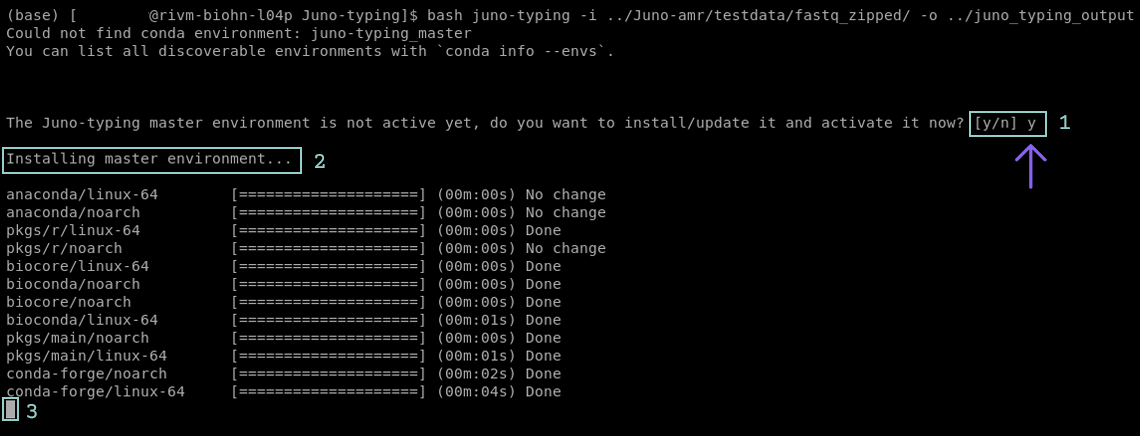 (base) [        @rivm-biohn-l04p Juno-typing]$ bash juno-typing -i ../Juno-amr/testdata/fastq_zipped/ -o ../juno_typing_output
Could not find conda environment: juno-typing_master
You can list all discoverable environments with `conda info --envs`.
The Juno-typing master environment is not active yet, do you want to install/update it and activate it now? [y/n] y 1
Installing master environment... 2
anaconda/linux-64        [====================] (00m:00s) No change
anaconda/noarch          [====================] (00m:00s) No change
pkgs/r/linux-64          [====================] (00m:00s) Done
pkgs/r/noarch            [====================] (00m:00s) No change
biocore/linux-64         [====================] (00m:00s) Done
bioconda/noarch          [====================] (00m:00s) Done
biocore/noarch           [====================] (00m:00s) Done
bioconda/linux-64        [====================] (00m:01s) Done
pkgs/main/noarch         [====================] (00m:00s) Done
pkgs/main/linux-64       [====================] (00m:01s) Done
conda-forge/noarch       [====================] (00m:02s) Done
conda-forge/linux-64     [====================] (00m:04s) Done
3